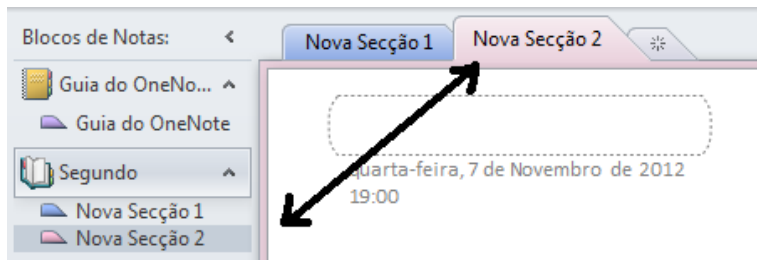 Blocos de Notas:
Guia do OneNo...
Guia do OneNote
Segundo
Nova Secção 1
Nova Secção 2
Nova Secção 1
Nova Secção 2
quarta-feira, 7 de Novembro de 2012
19:00